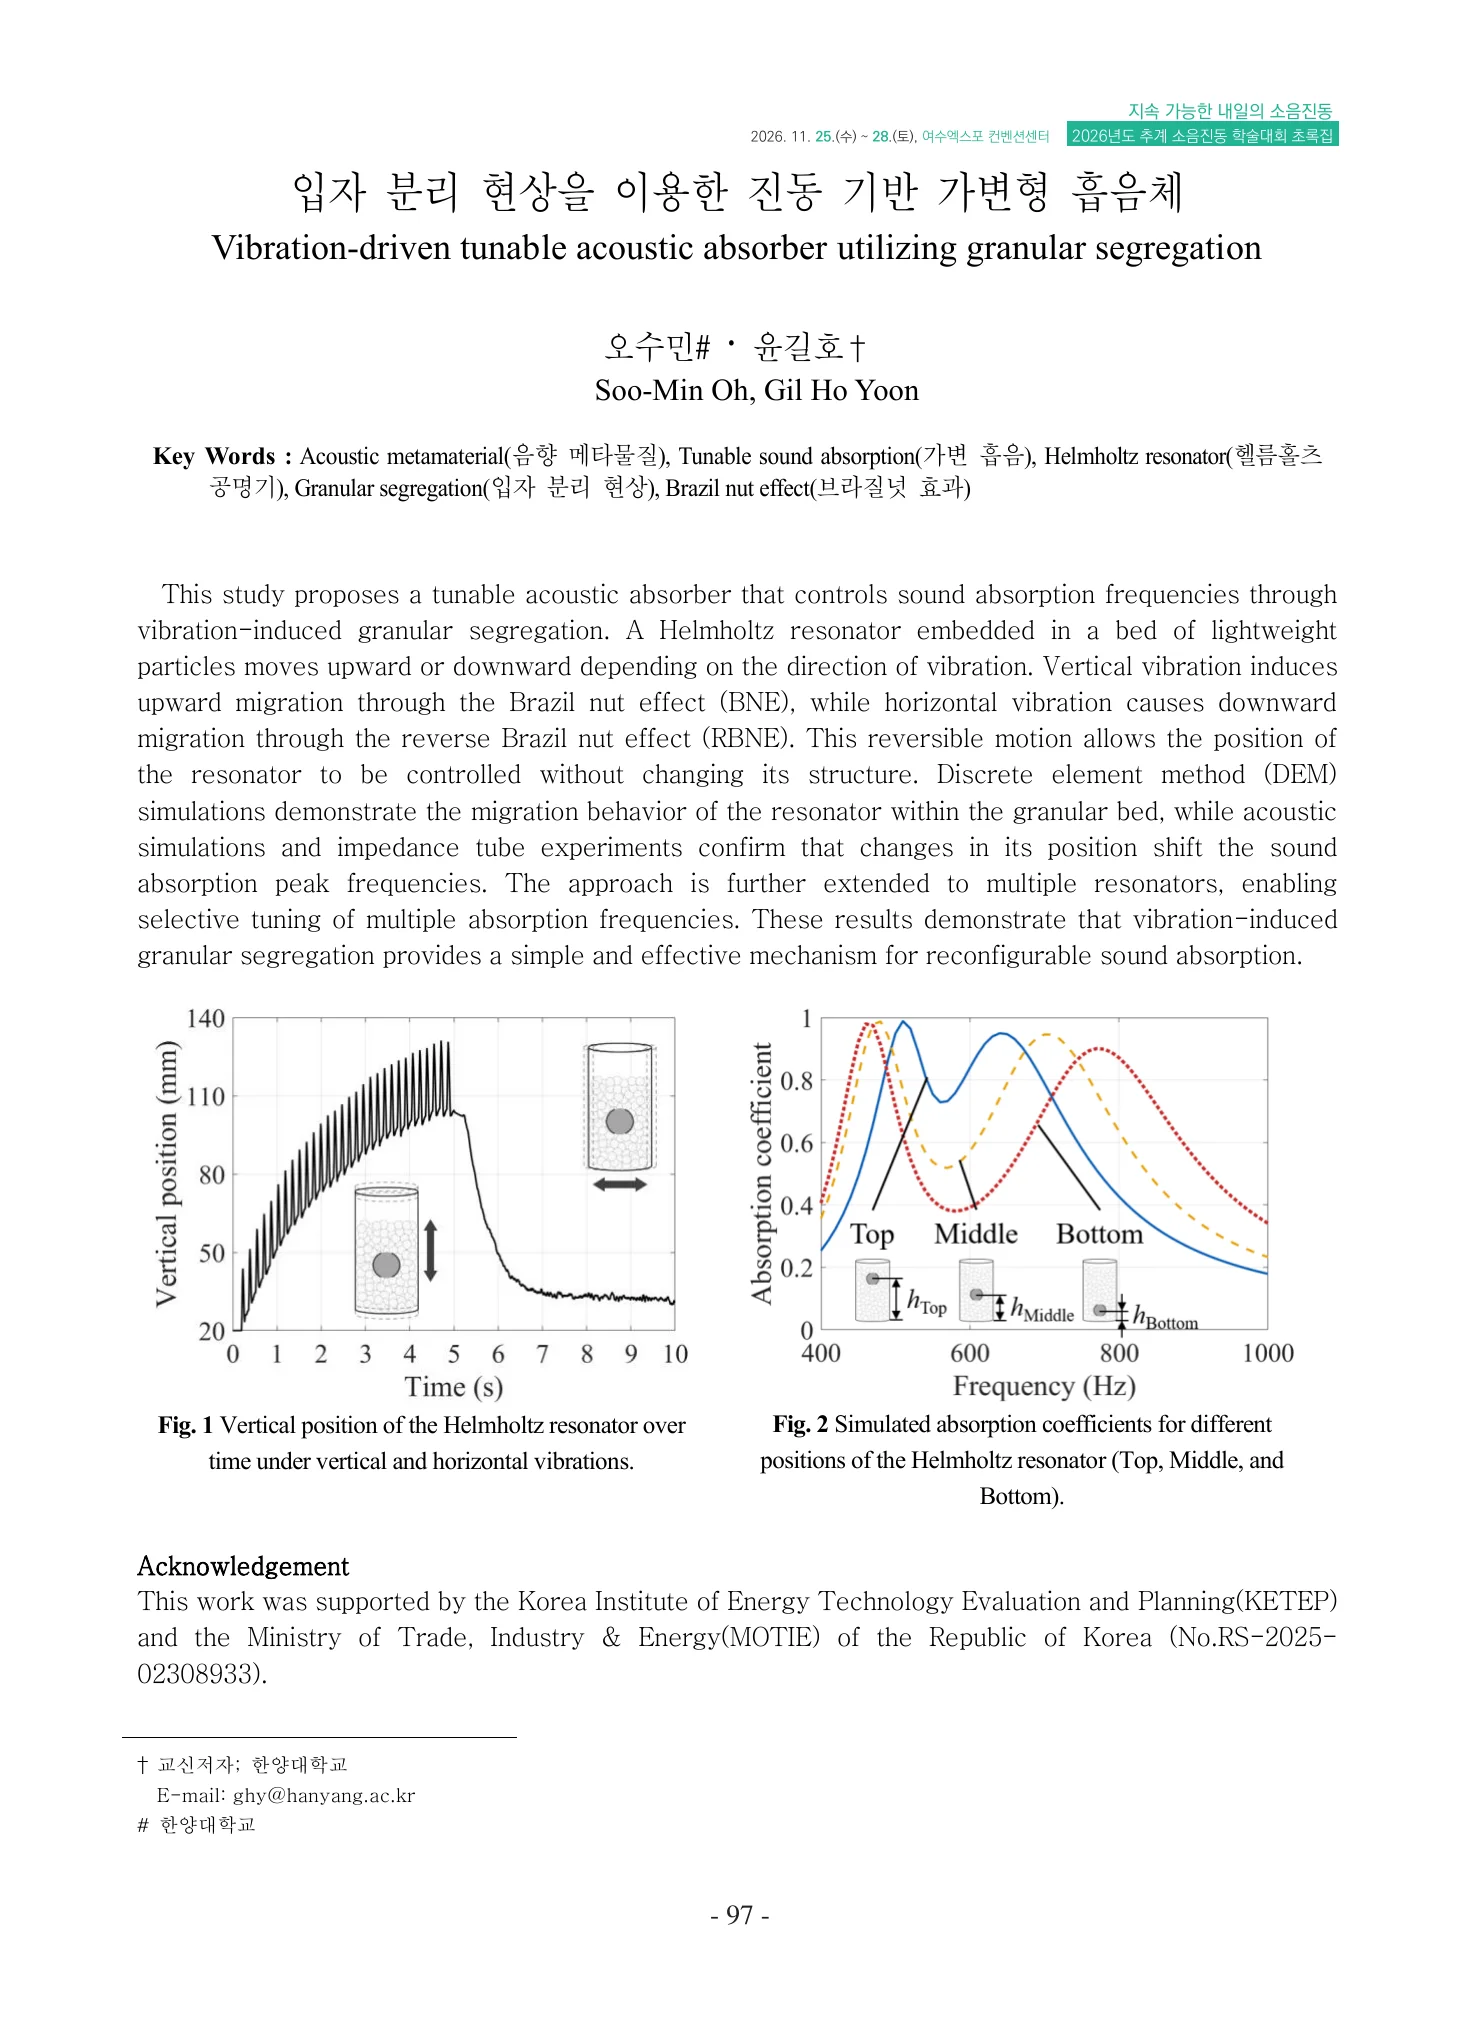 지속 가능한 내일의 소음진동
2026. 11. 25.(수) ~ 28.(토), 여수엑스포 컨벤션센터 2026년도 추계 소음진동 학술대회 초록집
입자 분리 현상을 이용한 진동 기반 가변형 흡음체
Vibration-driven tunable acoustic absorber utilizing granular segregation
오수민# · 윤길호†
Soo-Min Oh, Gil Ho Yoon
Key Words : Acoustic metamaterial(음향 메타물질), Tunable sound absorption(가변 흡음), Helmholtz resonator(헬름홀츠
공명기), Granular segregation(입자 분리 현상), Brazil nut effect(브라질넛 효과)
This study proposes a tunable acoustic absorber that controls sound absorption frequencies through
vibration-induced granular segregation. A Helmholtz resonator embedded in a bed of lightweight
particles moves upward or downward depending on the direction of vibration. Vertical vibration induces
upward migration through the Brazil nut effect (BNE), while horizontal vibration causes downward
migration through the reverse Brazil nut effect (RBNE). This reversible motion allows the position of
the resonator to be controlled without changing its structure. Discrete element method (DEM)
simulations demonstrate the migration behavior of the resonator within the granular bed, while acoustic
simulations and impedance tube experiments confirm that changes in its position shift the sound
absorption peak frequencies. The approach is further extended to multiple resonators, enabling
selective tuning of multiple absorption frequencies. These results demonstrate that vibration-induced
granular segregation provides a simple and effective mechanism for reconfigurable sound absorption.
Vertical position (mm)
140
110
80
50
20
0 1 2 3 4 5 6 7 8 9 10
Time (s)
Fig. 1 Vertical position of the Helmholtz resonator over
time under vertical and horizontal vibrations.
Absorption coefficient
1
0.8
0.6
0.4
0.2
0
Top Middle Bottom
hTop hMiddle hBottom
400 600 800 1000
Frequency (Hz)
Fig. 2 Simulated absorption coefficients for different
positions of the Helmholtz resonator (Top, Middle, and
Bottom).
Acknowledgement
This work was supported by the Korea Institute of Energy Technology Evaluation and Planning(KETEP)
and the Ministry of Trade, Industry & Energy(MOTIE) of the Republic of Korea (No.RS-2025-
02308933).
† 교신저자; 한양대학교
E-mail: ghy@hanyang.ac.kr
# 한양대학교
- 97 -